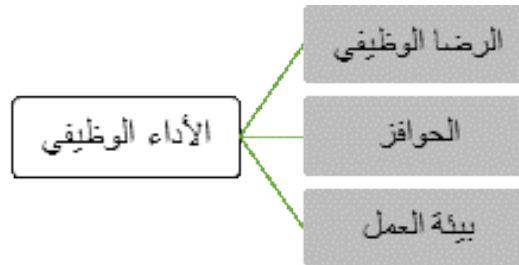 الرضا الوظيفي
الأداء الوظيفي
الحوافز
بيئة العمل